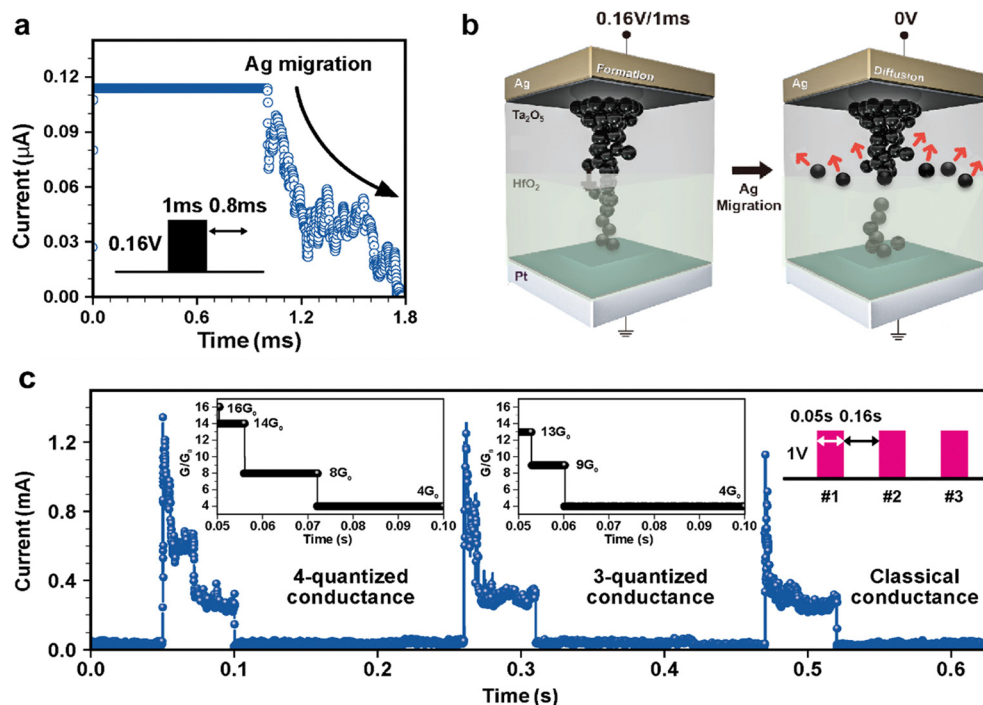 a
Ag migration
Current (μA)
0.12
0.09
0.06
0.03
0.00
1ms 0.8ms
0.16V
0.0
0.6
1.2
1.8
Time (ms)
b
0.16V/1ms
0V
Ag
Formation
Ta₂O₅
HfO₂
Pt
Ag
Migration
Ag
Diffusion
c
Current (mA)
1.2
0.8
0.4
0.0
G/G₀
16
14
12
10
8
6
4
16G₀
14G₀
8G₀
4G₀
0.05 0.06 0.07 0.08 0.09 0.10
Time (s)
G/G₀
16
14
12
10
8
6
4
13G₀
9G₀
4G₀
0.05 0.06 0.07 0.08 0.09 0.10
Time (s)
0.05s 0.16s
1V
#1 #2 #3
4-quantized
conductance
3-quantized
conductance
Classical
conductance
0.0 0.1 0.2 0.3 0.4 0.5 0.6
Time (s)